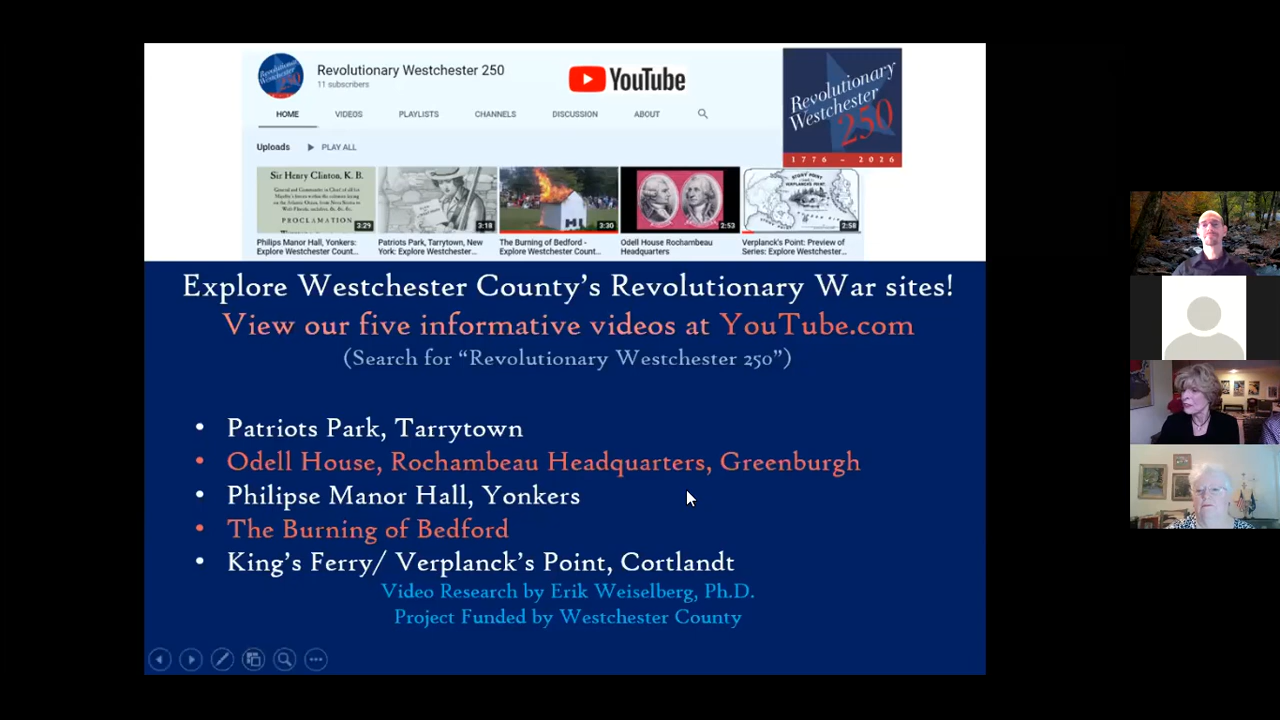 Revolutionary Westchester 250
11 subscribers
YouTube
HOME VIDEOS PLAYLISTS CHANNELS DISCUSSION ABOUT
Uploads PLAY ALL
Revolutionary
Westchester
250
1776 - 2026
Sir Henry Clinton, K. B.
PROCLAMATION
3:29
3:18
3:30
2:53
STONY POINT
VERPLANCKS POINT
2:58
Philips Manor Hall, Yonkers:
Explore Westchester Count...
Patriots Park, Tarrytown, New
York: Explore Westchester...
The Burning of Bedford -
Explore Westchester Count...
Odell House Rochambeau
Headquarters
Verplanck's Point: Preview of
Series: Explore Westchester...
Explore Westchester County's Revolutionary War sites!
View our five informative videos at YouTube.com
(Search for "Revolutionary Westchester 250")
• Patriots Park, Tarrytown
• Odell House, Rochambeau Headquarters, Greenburgh
• Philipse Manor Hall, Yonkers
• The Burning of Bedford
• King's Ferry/ Verplanck's Point, Cortlandt
Video Research by Erik Weiselberg, Ph.D.
Project Funded by Westchester County